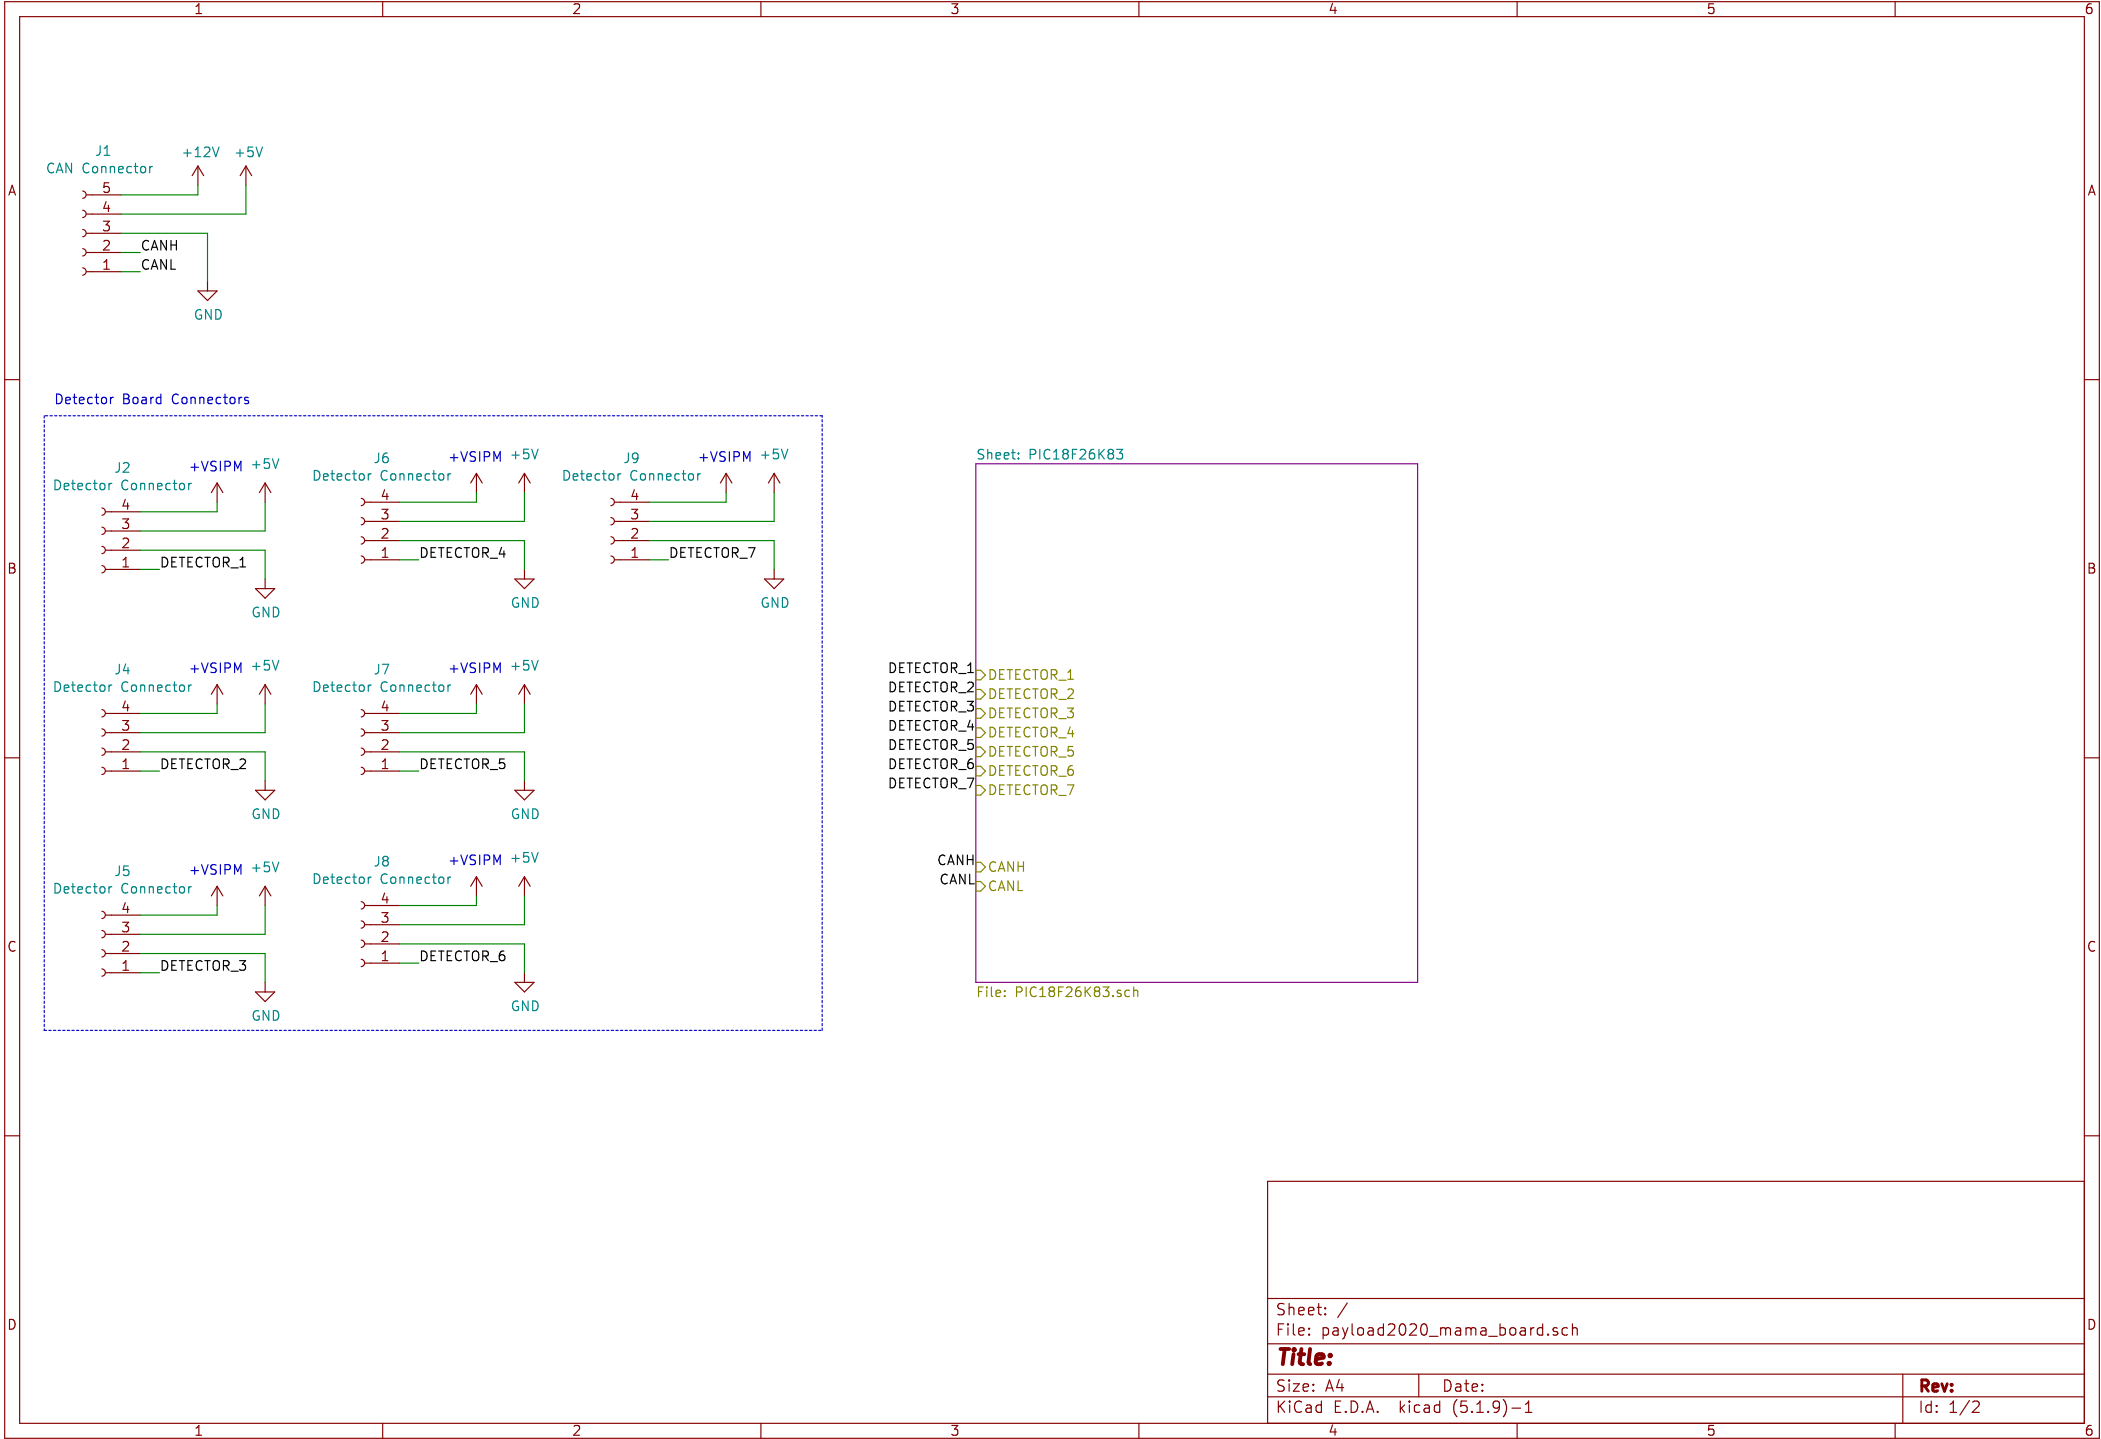 1 2 3 4 5 6
J1
CAN Connector
+12V +5V
A A
5
4
3
2 CANH
1 CANL
GND
Detector Board Connectors
J2
Detector Connector
+VSIPM +5V
4
3
2
1 DETECTOR_1
GND
J6
Detector Connector
+VSIPM +5V
4
3
2
1 DETECTOR_4
GND
J9
Detector Connector
+VSIPM +5V
4
3
2
1 DETECTOR_7
GND
B B
J4
Detector Connector
+VSIPM +5V
4
3
2
1 DETECTOR_2
GND
J7
Detector Connector
+VSIPM +5V
4
3
2
1 DETECTOR_5
GND
J5
Detector Connector
+VSIPM +5V
4
3
2
1 DETECTOR_3
GND
J8
Detector Connector
+VSIPM +5V
4
3
2
1 DETECTOR_6
GND
C C
Sheet: PIC18F26K83
DETECTOR_1 DETECTOR_1
DETECTOR_2 DETECTOR_2
DETECTOR_3 DETECTOR_3
DETECTOR_4 DETECTOR_4
DETECTOR_5 DETECTOR_5
DETECTOR_6 DETECTOR_6
DETECTOR_7 DETECTOR_7
CANH CANH
CANL CANL
File: PIC18F26K83.sch
D D
Sheet: /
File: payload2020_mama_board.sch
Title:
Size: A4 Date: Rev:
KiCad E.D.A. kicad (5.1.9)-1 Id: 1/2
1 2 3 4 5 6